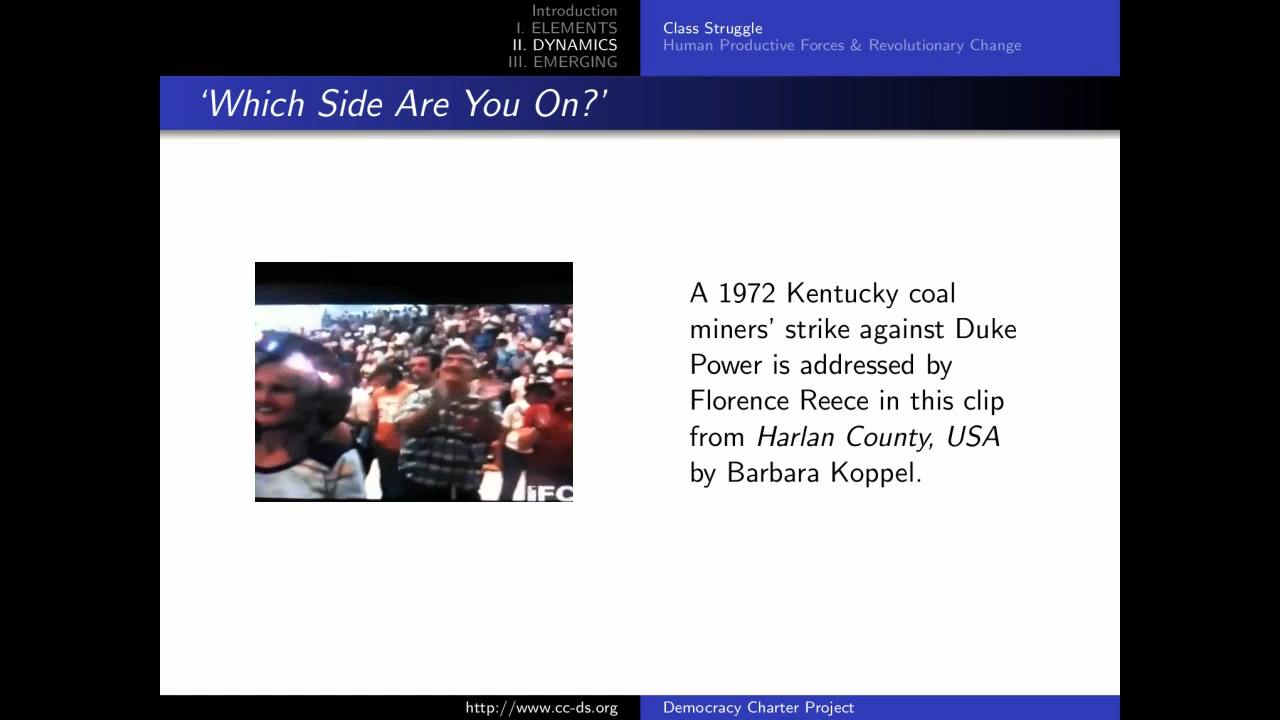 Introduction
I. ELEMENTS
II. DYNAMICS
III. EMERGING
Class Struggle
Human Productive Forces & Revolutionary Change
‘Which Side Are You On?’
A 1972 Kentucky coal
miners’ strike against Duke
Power is addressed by
Florence Reece in this clip
from Harlan County, USA
by Barbara Koppel.
iFC
http://www.cc-ds.org
Democracy Charter Project